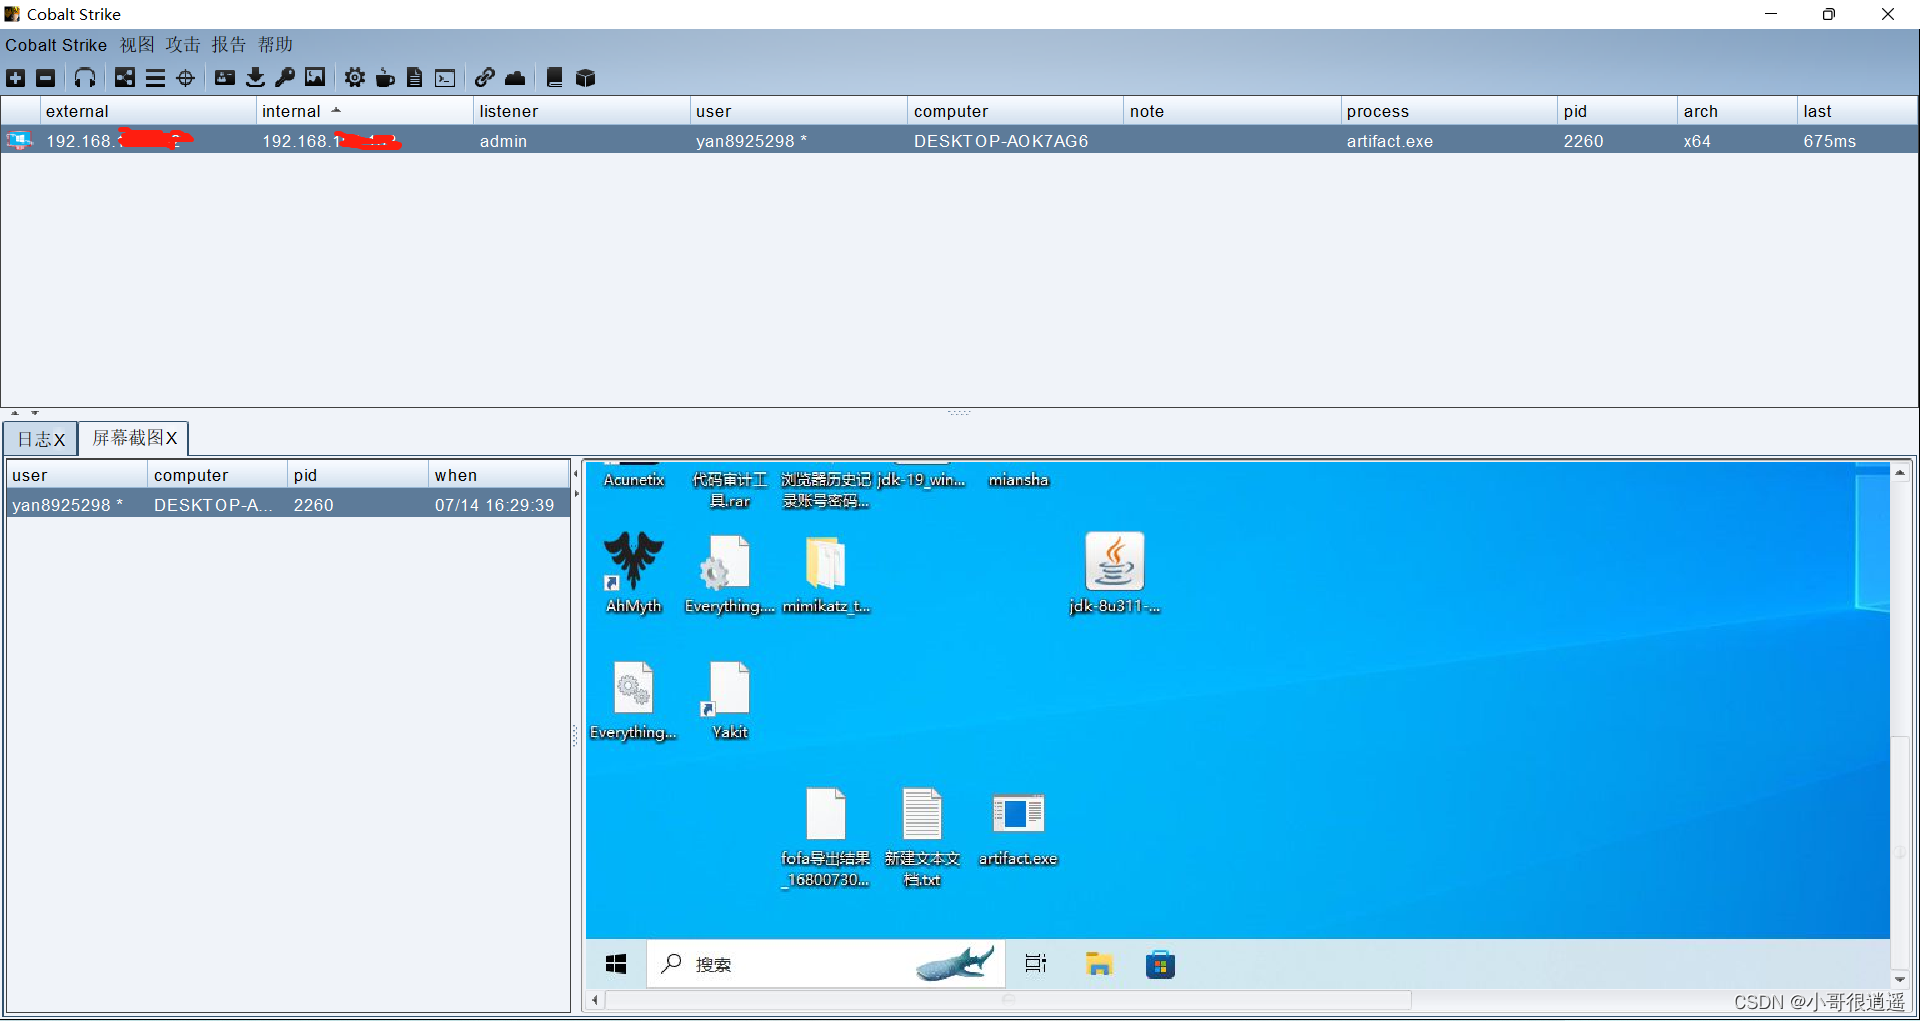 Cobalt Strike
Cobalt Strike 视图 攻击 报告 帮助
external internal listener user computer note process pid arch last
192.168. 192.168.1 admin yan8925298 * DESKTOP-AOK7AG6 artifact.exe 2260 x64 675ms
日志X 屏幕截图X
user computer pid when
yan8925298 * DESKTOP-A... 2260 07/14 16:29:39
Acunetix 代码审计工具.rar 浏览器历史记录账号密码... jdk-19_win... miansha
AhMyth Everything.... mimikatz_t... jdk-8u311-...
Everything... Yakit
fofa导出结果_16800730... 新建文本文档.txt artifact.exe
搜索
CSDN @小哥很逍遥